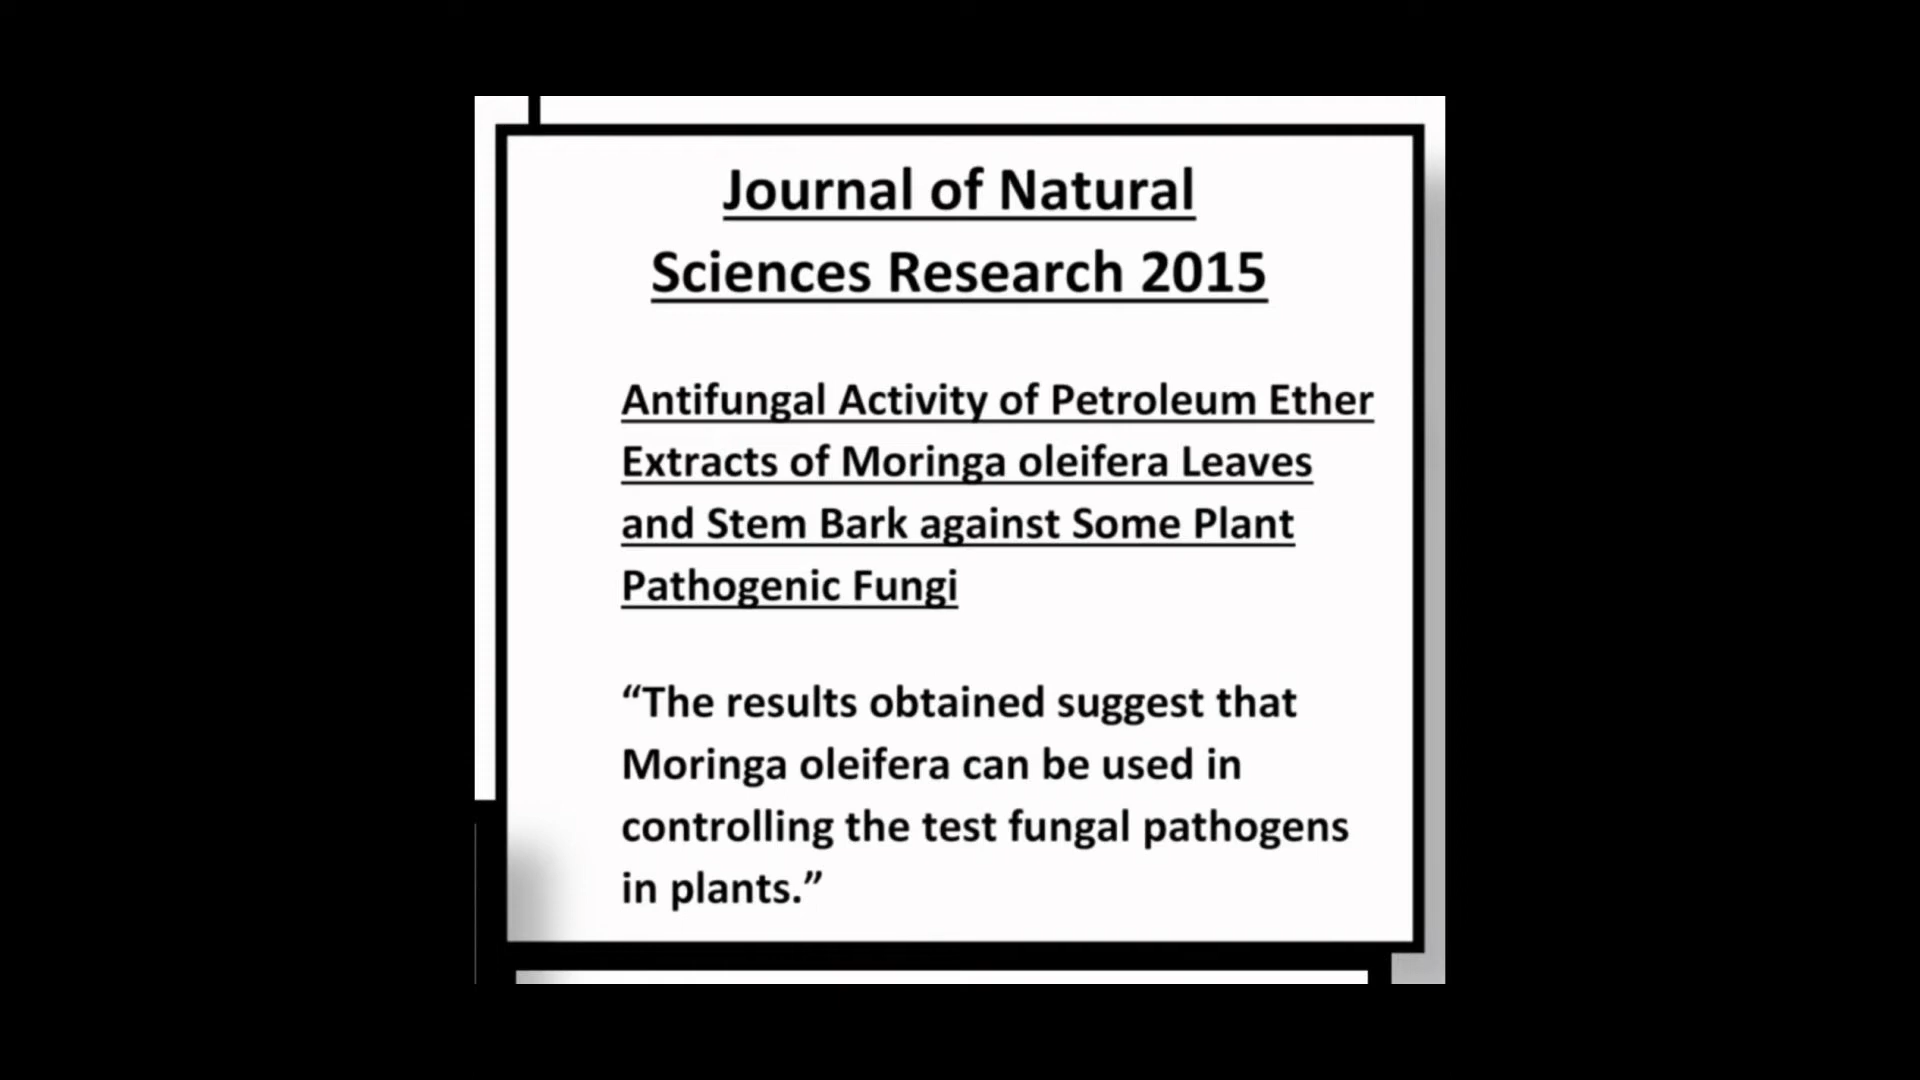 Journal of Natural
Sciences Research 2015
Antifungal Activity of Petroleum Ether
Extracts of Moringa oleifera Leaves
and Stem Bark against Some Plant
Pathogenic Fungi
“The results obtained suggest that
Moringa oleifera can be used in
controlling the test fungal pathogens
in plants.”